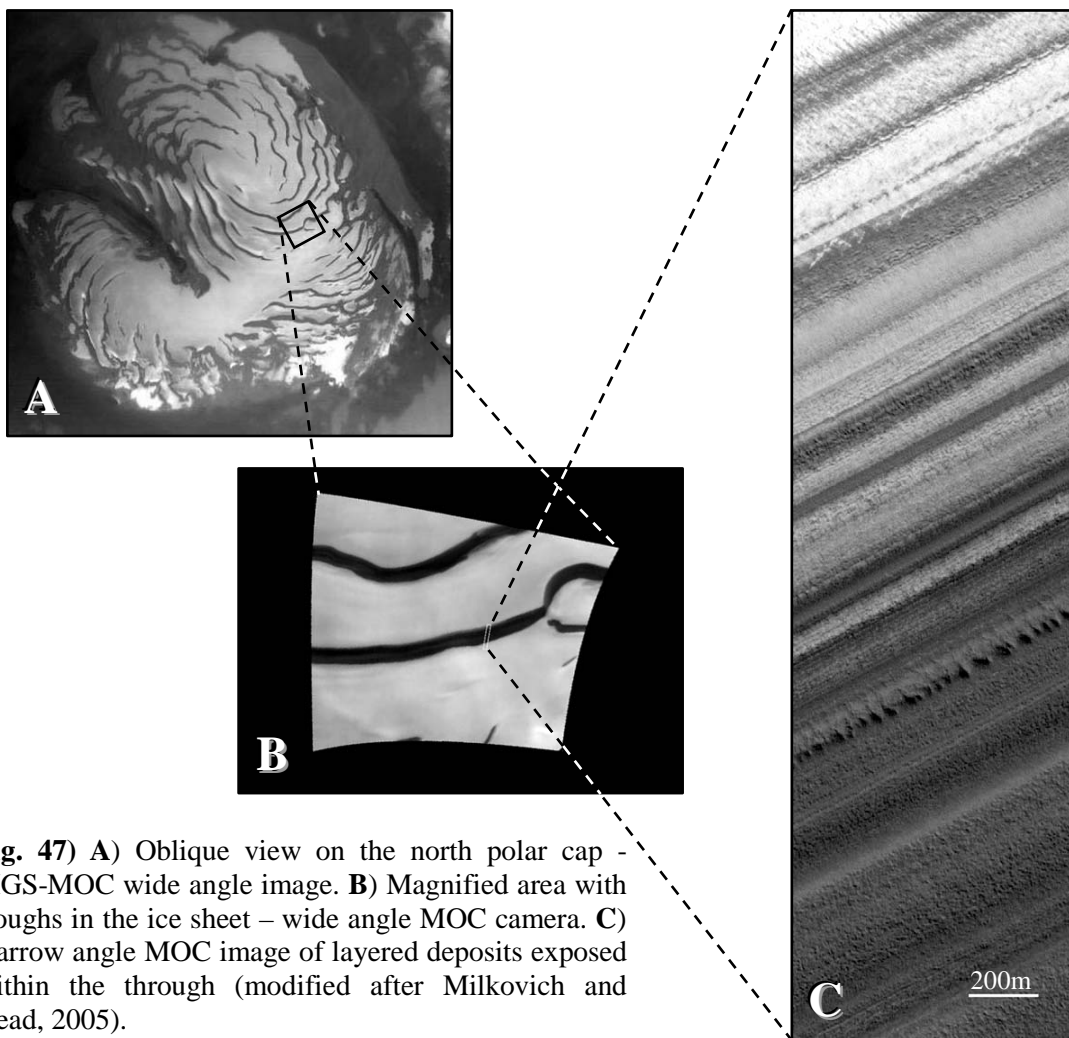 A
B
g. 47) A) Oblique view on the north polar cap -
GS-MOC wide angle image. B) Magnified area with
oughs in the ice sheet – wide angle MOC camera. C)
arrow angle MOC image of layered deposits exposed
ithin the through (modified after Milkovich and
ead, 2005).
C
200m